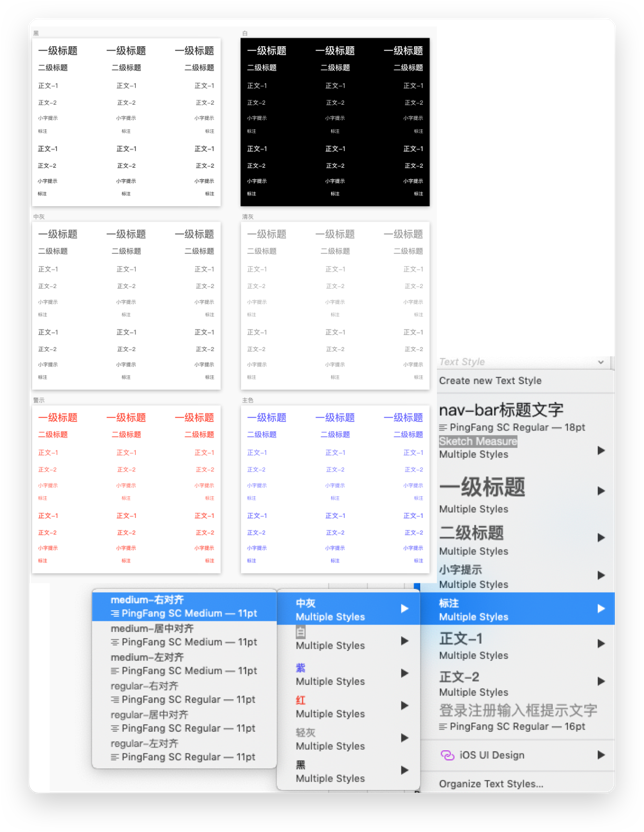 黑
一级标题 一级标题 一级标题
二级标题 二级标题 二级标题
正文-1 正文-1 正文-1
正文-2 正文-2 正文-2
小字提示 小字提示 小字提示
标注 标注 标注
正文-1 正文-1 正文-1
正文-2 正文-2 正文-2
小字提示 小字提示 小字提示
标注 标注 标注
白
一级标题 一级标题 一级标题
二级标题 二级标题 二级标题
正文-1 正文-1 正文-1
正文-2 正文-2 正文-2
小字提示 小字提示 小字提示
标注 标注 标注
正文-1 正文-1 正文-1
正文-2 正文-2 正文-2
小字提示 小字提示 小字提示
标注 标注 标注
中灰
一级标题 一级标题 一级标题
二级标题 二级标题 二级标题
正文-1 正文-1 正文-1
正文-2 正文-2 正文-2
小字提示 小字提示 小字提示
标注 标注 标注
正文-1 正文-1 正文-1
正文-2 正文-2 正文-2
小字提示 小字提示 小字提示
标注 标注 标注
清灰
一级标题 一级标题 一级标题
二级标题 二级标题 二级标题
正文-1 正文-1 正文-1
正文-2 正文-2 正文-2
小字提示 小字提示 小字提示
标注 标注 标注
正文-1 正文-1 正文-1
正文-2 正文-2 正文-2
小字提示 小字提示 小字提示
标注 标注 标注
警示
一级标题 一级标题 一级标题
二级标题 二级标题 二级标题
正文-1 正文-1 正文-1
正文-2 正文-2 正文-2
小字提示 小字提示 小字提示
标注 标注 标注
正文-1 正文-1 正文-1
正文-2 正文-2 正文-2
小字提示 小字提示 小字提示
标注 标注 标注
主色
一级标题 一级标题 一级标题
二级标题 二级标题 二级标题
正文-1 正文-1 正文-1
正文-2 正文-2 正文-2
小字提示 小字提示 小字提示
标注 标注 标注
正文-1 正文-1 正文-1
正文-2 正文-2 正文-2
小字提示 小字提示 小字提示
标注 标注 标注
Text Style
Create new Text Style
nav-bar标题文字
PingFang SC Regular — 18pt
Sketch Measure
Multiple Styles
一级标题
Multiple Styles
二级标题
Multiple Styles
小字提示
Multiple Styles
标注
Multiple Styles
正文-1
Multiple Styles
正文-2
Multiple Styles
登录注册输入框提示文字
PingFang SC Regular — 16pt
iOS UI Design
Organize Text Styles...
中灰
Multiple Styles
Multiple Styles
紫
Multiple Styles
红
Multiple Styles
轻灰
Multiple Styles
黑
Multiple Styles
medium-右对齐
PingFang SC Medium — 11pt
medium-居中对齐
PingFang SC Medium — 11pt
medium-左对齐
PingFang SC Medium — 11pt
regular-右对齐
PingFang SC Regular — 11pt
regular-居中对齐
PingFang SC Regular — 11pt
regular-左对齐
PingFang SC Regular — 11pt